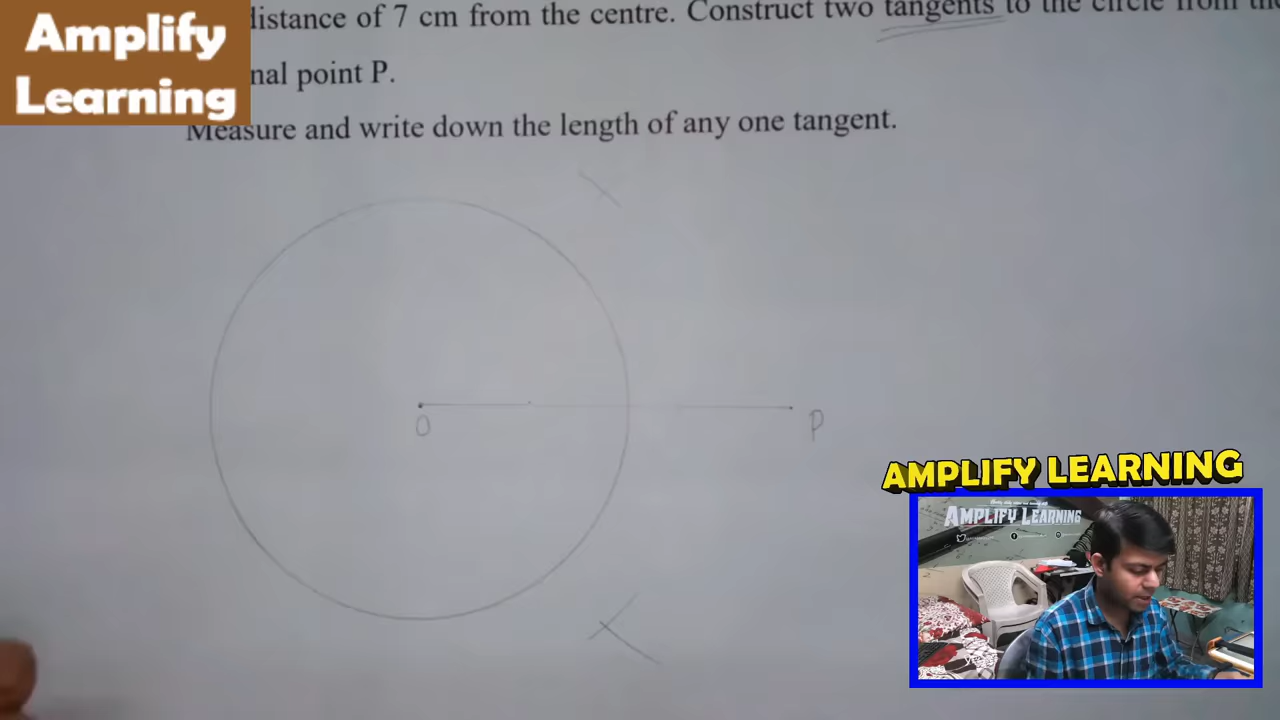 Amplify
Learning
distance of 7 cm from the centre. Construct two tangents to the circle from the
nal point P.
Measure and write down the length of any one tangent.
O
P
AMPLIFY LEARNING
AMPLIFY LEARNING